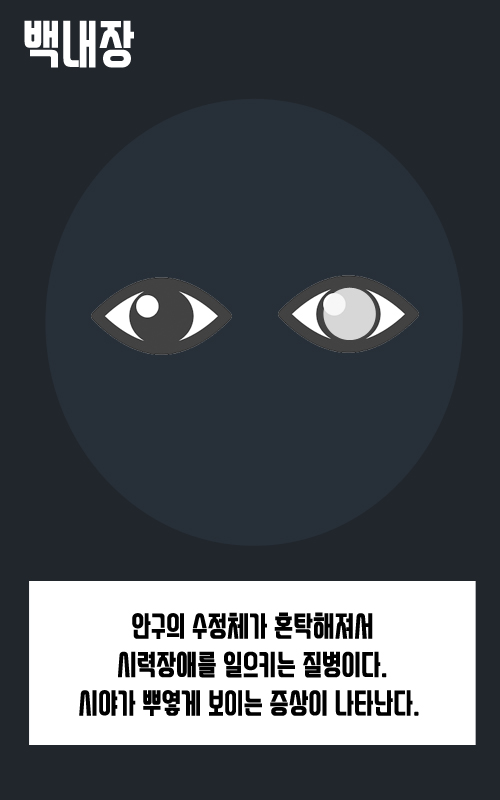 백내장
안구의 수정체가 혼탁해져서
시력장애를 일으키는 질병이다.
시야가 뿌옇게 보이는 증상이 나타난다.